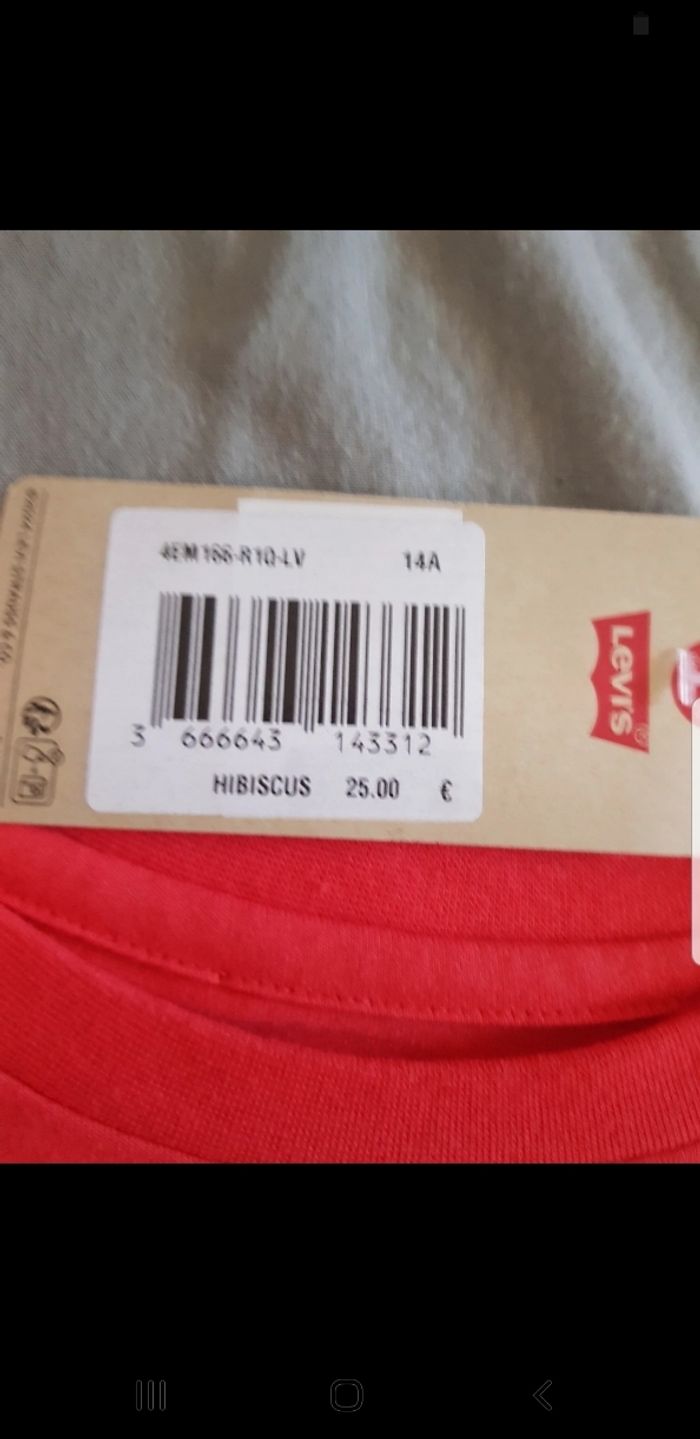 4EM166-R1Q-LV 14A
3 666643 143312
HIBISCUS 25.00 €
LEVI'S